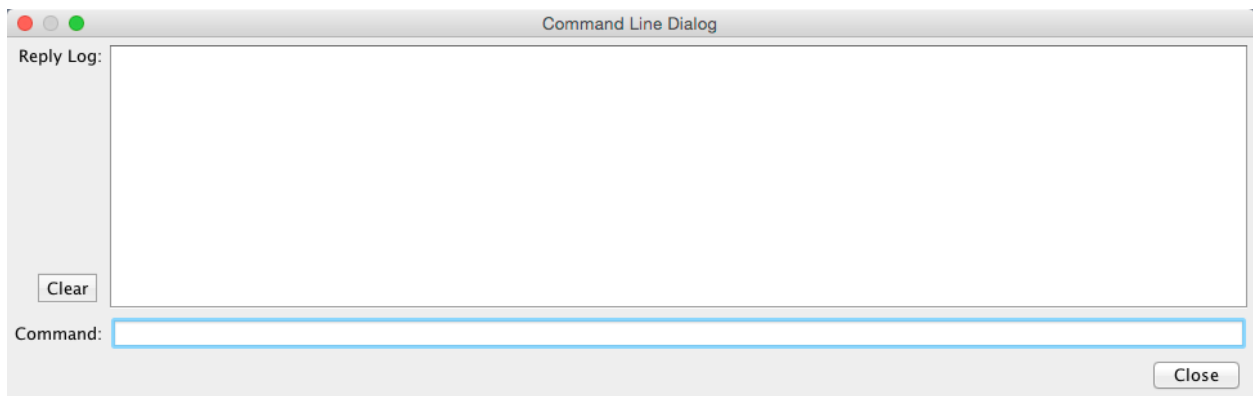 Command Line Dialog
Reply Log:
Clear
Command:
Close